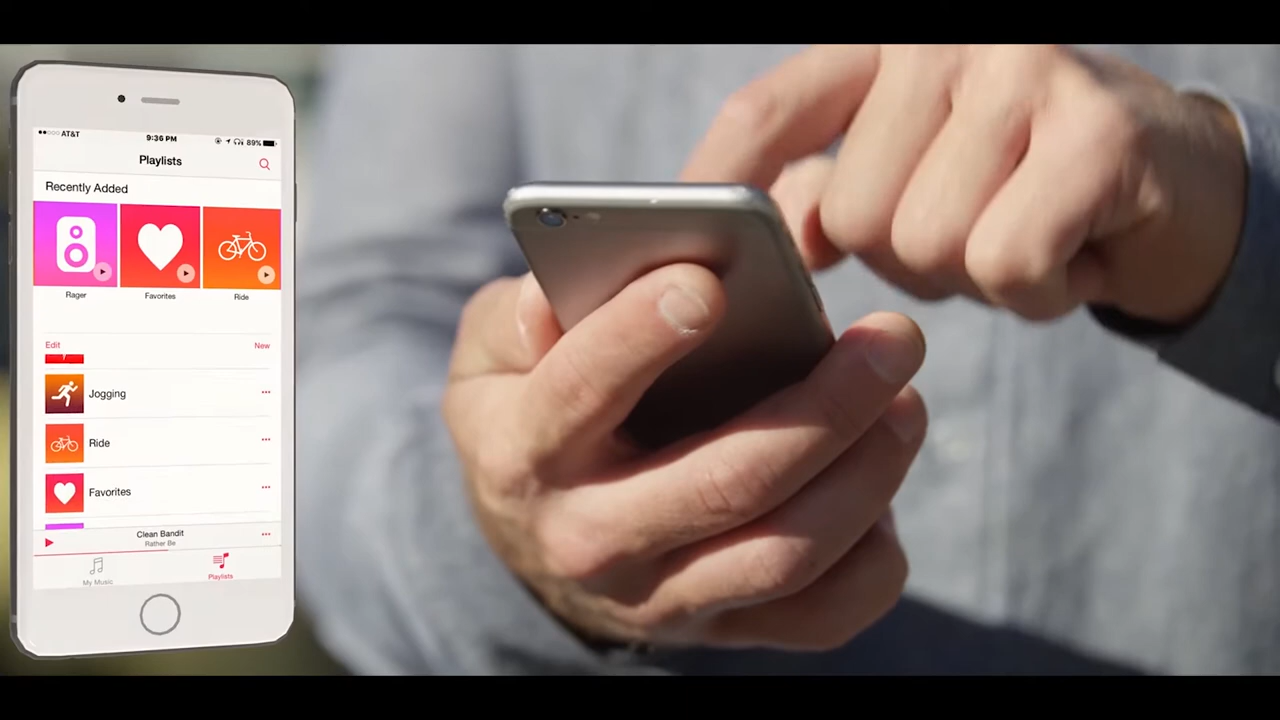 AT&T 9:36 PM 89%
Playlists
Recently Added
Rager Favorites Ride
Edit New
Jogging
Ride
Favorites
Clean Bandit
Rather Be
My Music Playlists